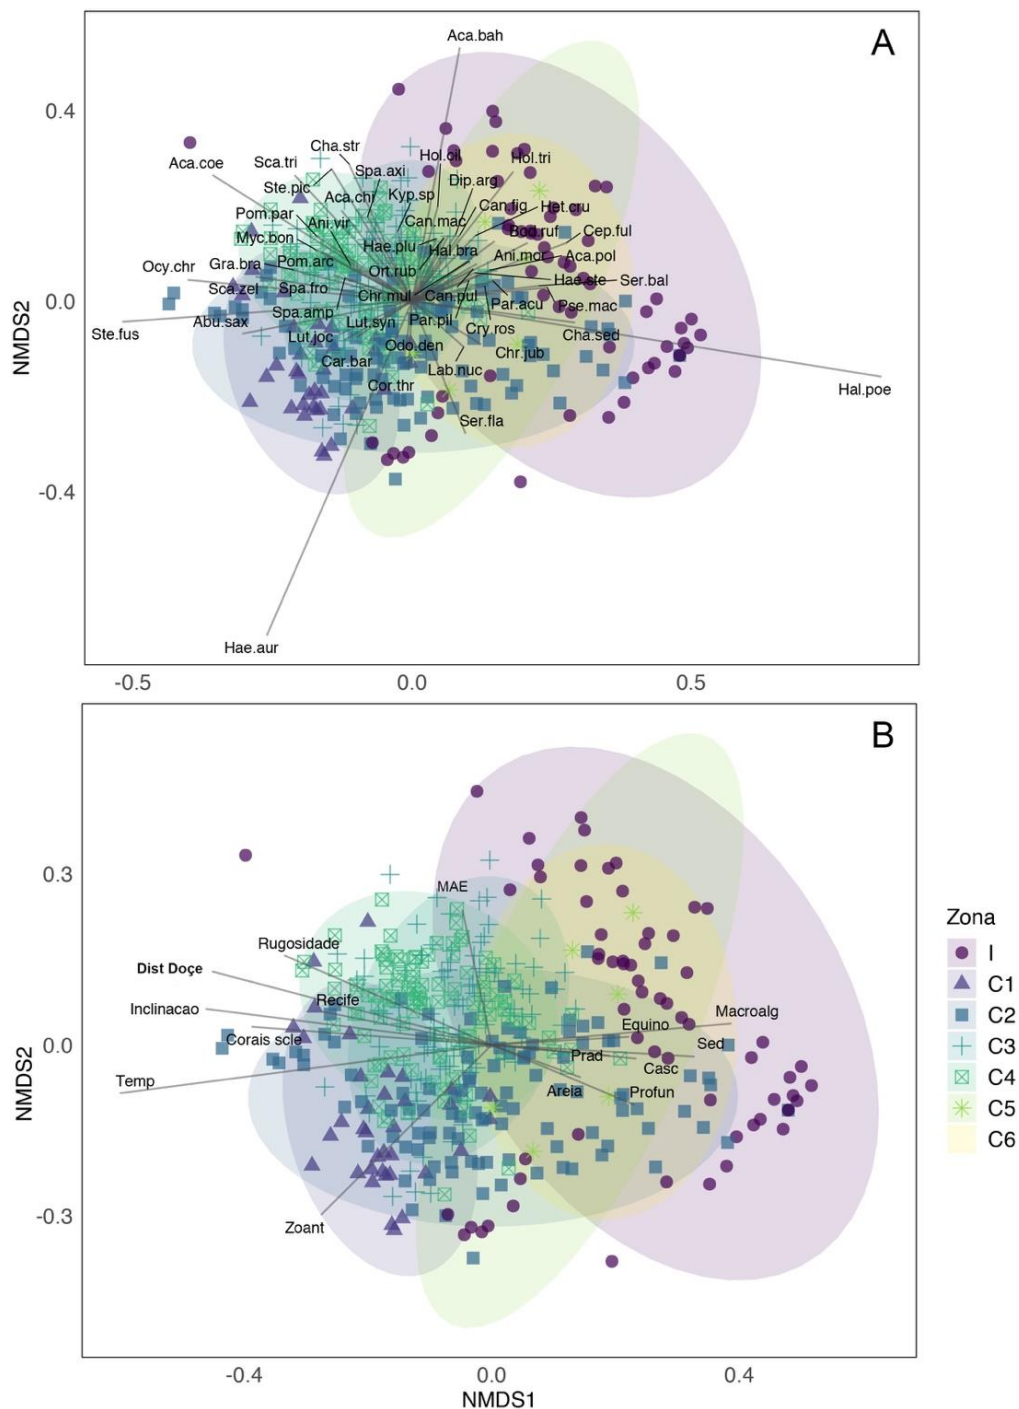 A
Aca.bah
0.4
Cha.str
Hol.cil
Hol.tri
Aca.coe
Sca.tri
Spa.axi
Dip.arg
Ste.pic
Aca.chi
Kyp.sp
Can.fig
Het.cru
Pom.par
Ani.vir
Can.mac
Bod.ruf
Cep.ful
Myc.bon
Hae.plu
Hal.bra
Ani.mor
Aca.pol
Ocy.chr
Gra.bra
Pom.arc
Ort.rub
Hae.ste
Ser.bal
Sca.zel
Spa.fro
Chr.mul
Can.pul
Par.acu
Pse.mac
0.0
NMDS2
Ste.fus
Abu.sax
Spa.amp
Lut.syn
Par.pil
Cry.ros
Cha.sed
Lut.joc
Odo.den
Chr.jub
Car.bar
Lab.nuc
Hal.poe
Cor.thr
Ser.fla
-0.4
Hae.aur
-0.5
0.0
0.5
B
0.3
MAE
Rugosidade
Dist Doçe
Inclinacao
Recife
Macroalg
Equino
Corais scle
Sed
0.0
NMDS2
Prad
Casc
Temp
Areia
Profun
-0.3
Zoant
-0.4
0.0
0.4
NMDS1
Zona
I
C1
C2
C3
C4
C5
C6